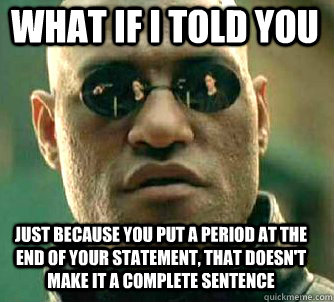 WHAT IF I TOLD YOU
JUST BECAUSE YOU PUT A PERIOD AT THE
END OF YOUR STATEMENT, THAT DOESN'T
MAKE IT A COMPLETE SENTENCE
quickmeme.com